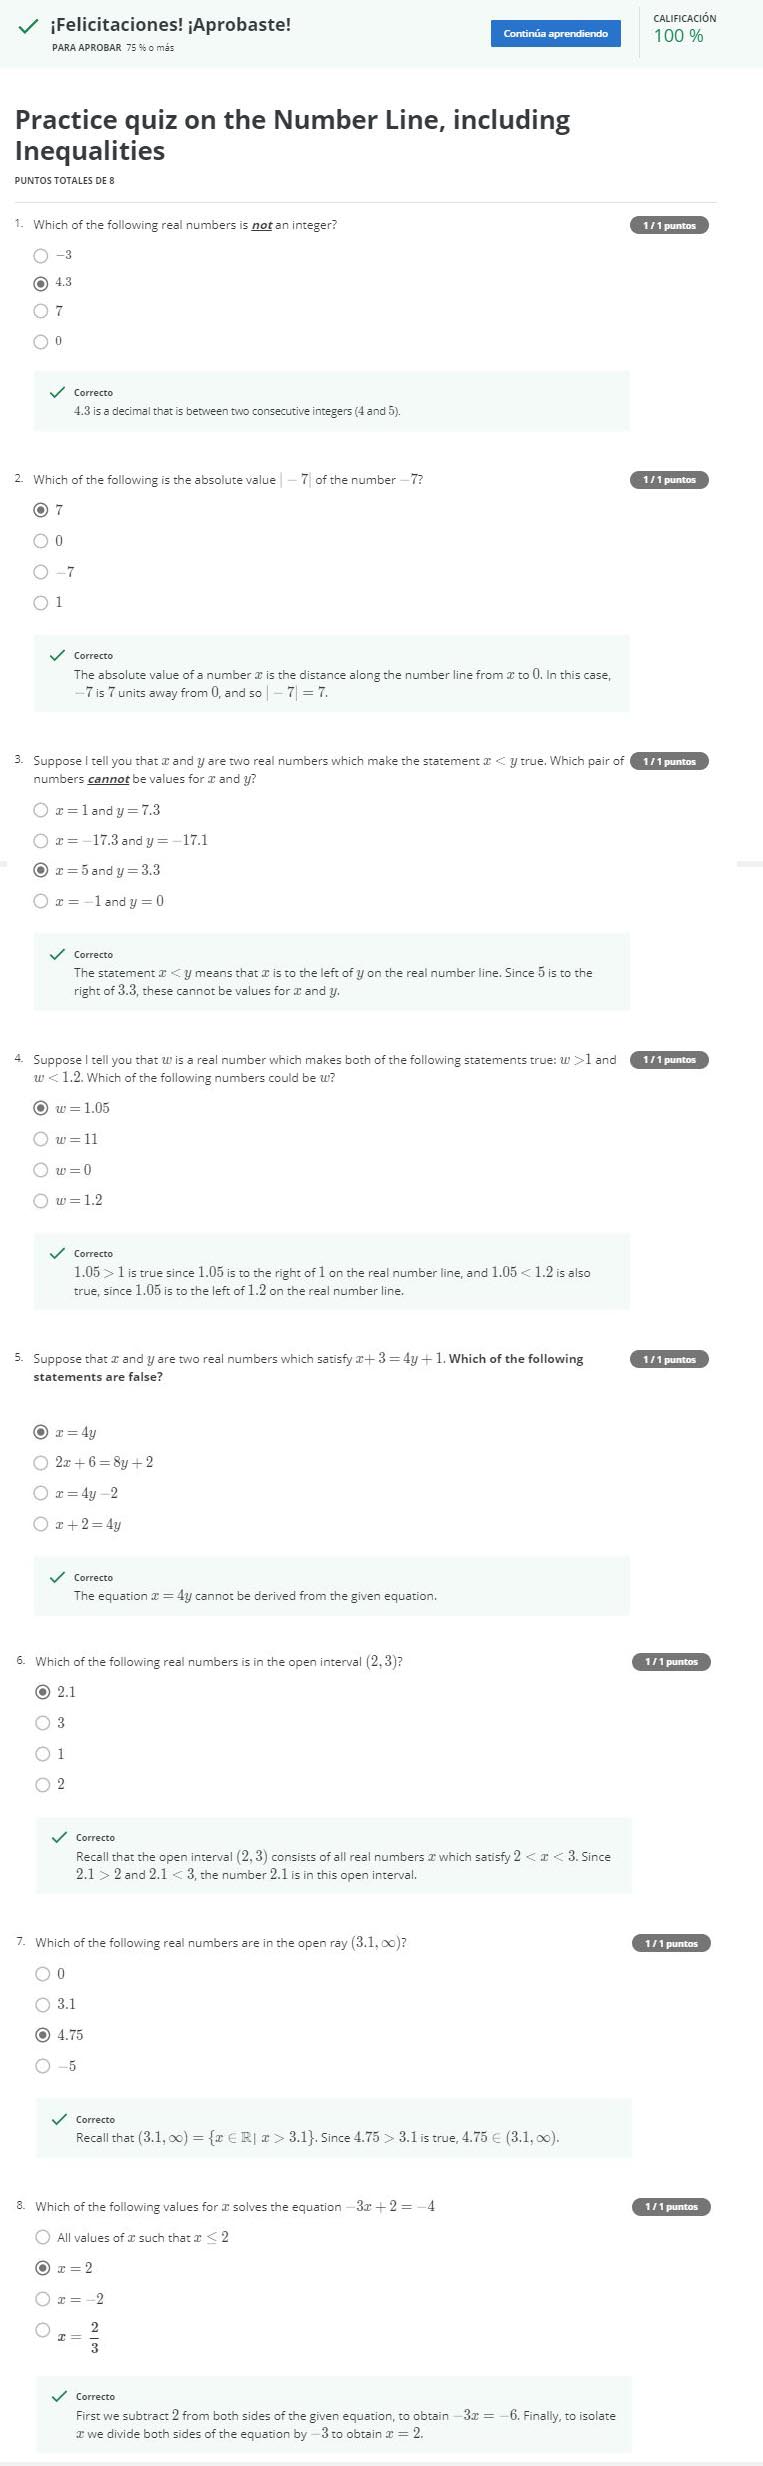 ¡Felicitaciones! ¡Aprobaste!
PARA APROBAR 75 % o más
Continúa aprendiendo
CALIFICACIÓN
100 %
Practice quiz on the Number Line, including
Inequalities
PUNTOS TOTALES DE 8
1. Which of the following real numbers is not an integer?
1 / 1 puntos
−3
4.3
7
0
Correcto
4.3 is a decimal that is between two consecutive integers (4 and 5).
2. Which of the following is the absolute value | − 7| of the number −7?
1 / 1 puntos
7
0
−7
1
Correcto
The absolute value of a number x is the distance along the number line from x to 0. In this case,
−7 is 7 units away from 0, and so | − 7| = 7.
3. Suppose I tell you that x and y are two real numbers which make the statement x < y true. Which pair of
1 / 1 puntos
numbers cannot be values for x and y?
x = 1 and y = 7.3
x = −17.3 and y = −17.1
x = 5 and y = 3.3
x = −1 and y = 0
Correcto
The statement x < y means that x is to the left of y on the real number line. Since 5 is to the
right of 3.3, these cannot be values for x and y.
4. Suppose I tell you that w is a real number which makes both of the following statements true: w >1 and
1 / 1 puntos
w < 1.2. Which of the following numbers could be w?
w = 1.05
w = 11
w = 0
w = 1.2
Correcto
1.05 > 1 is true since 1.05 is to the right of 1 on the real number line, and 1.05 < 1.2 is also
true, since 1.05 is to the left of 1.2 on the real number line.
5. Suppose that x and y are two real numbers which satisfy x+ 3 = 4y + 1. Which of the following
1 / 1 puntos
statements are false?
x = 4y
2x + 6 = 8y + 2
x = 4y −2
x + 2 = 4y
Correcto
The equation x = 4y cannot be derived from the given equation.
6. Which of the following real numbers is in the open interval (2, 3)?
1 / 1 puntos
2.1
3
1
2
Correcto
Recall that the open interval (2, 3) consists of all real numbers x which satisfy 2 < x < 3. Since
2.1 > 2 and 2.1 < 3, the number 2.1 is in this open interval.
7. Which of the following real numbers are in the open ray (3.1, ∞)?
1 / 1 puntos
0
3.1
4.75
−5
Correcto
Recall that (3.1, ∞) = {x ∈ ℝ| x > 3.1}. Since 4.75 > 3.1 is true, 4.75 ∈ (3.1, ∞).
8. Which of the following values for x solves the equation −3x + 2 = −4
1 / 1 puntos
All values of x such that x ≤ 2
x = 2
x = −2
x = 2/3
Correcto
First we subtract 2 from both sides of the given equation, to obtain −3x = −6. Finally, to isolate
x we divide both sides of the equation by −3 to obtain x = 2.